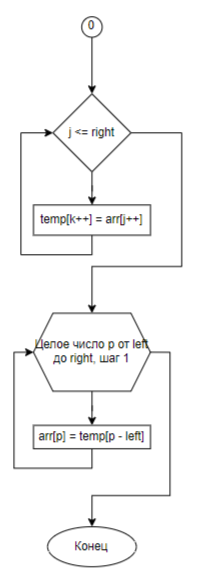 0
j <= right
temp[k++] = arr[j++]
Целое число p от left
до right, шаг 1
arr[p] = temp[p - left]
Конец